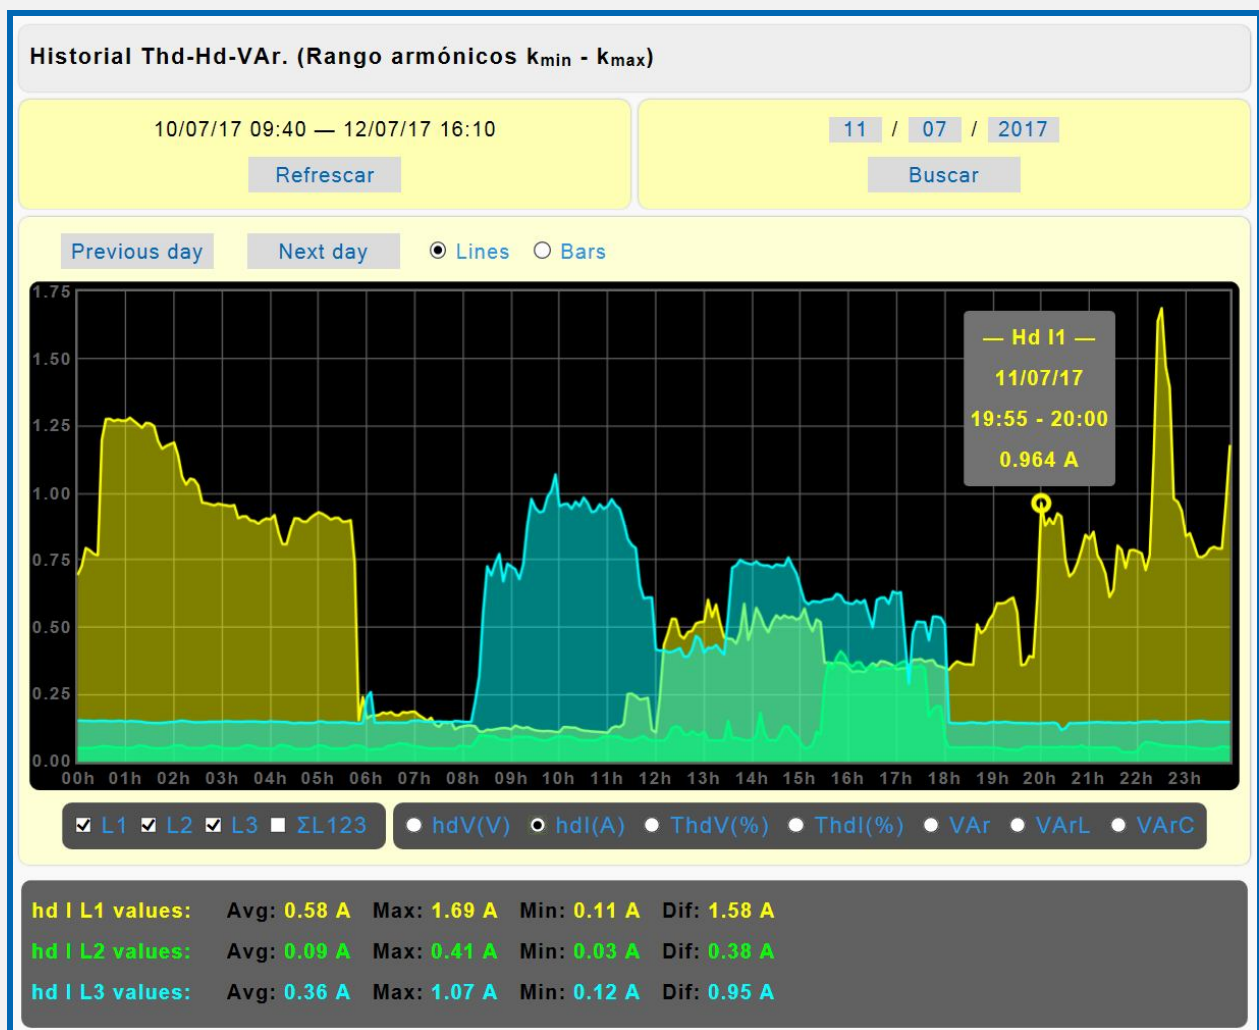 Historial Thd-Hd-VAr. (Rango armónicos kmin - kmax)
10/07/17 09:40 — 12/07/17 16:10
Refrescar
11 / 07 / 2017
Buscar
Previous day Next day Lines Bars
1.75
1.50
1.25
1.00
0.75
0.50
0.25
0.00
— Hd I1 —
11/07/17
19:55 - 20:00
0.964 A
00h 01h 02h 03h 04h 05h 06h 07h 08h 09h 10h 11h 12h 13h 14h 15h 16h 17h 18h 19h 20h 21h 22h 23h
L1 L2 L3 ΣL123 hdV(V) hdI(A) ThdV(%) ThdI(%) VAr VArL VArC
hd I L1 values: Avg: 0.58 A Max: 1.69 A Min: 0.11 A Dif: 1.58 A
hd I L2 values: Avg: 0.09 A Max: 0.41 A Min: 0.03 A Dif: 0.38 A
hd I L3 values: Avg: 0.36 A Max: 1.07 A Min: 0.12 A Dif: 0.95 A